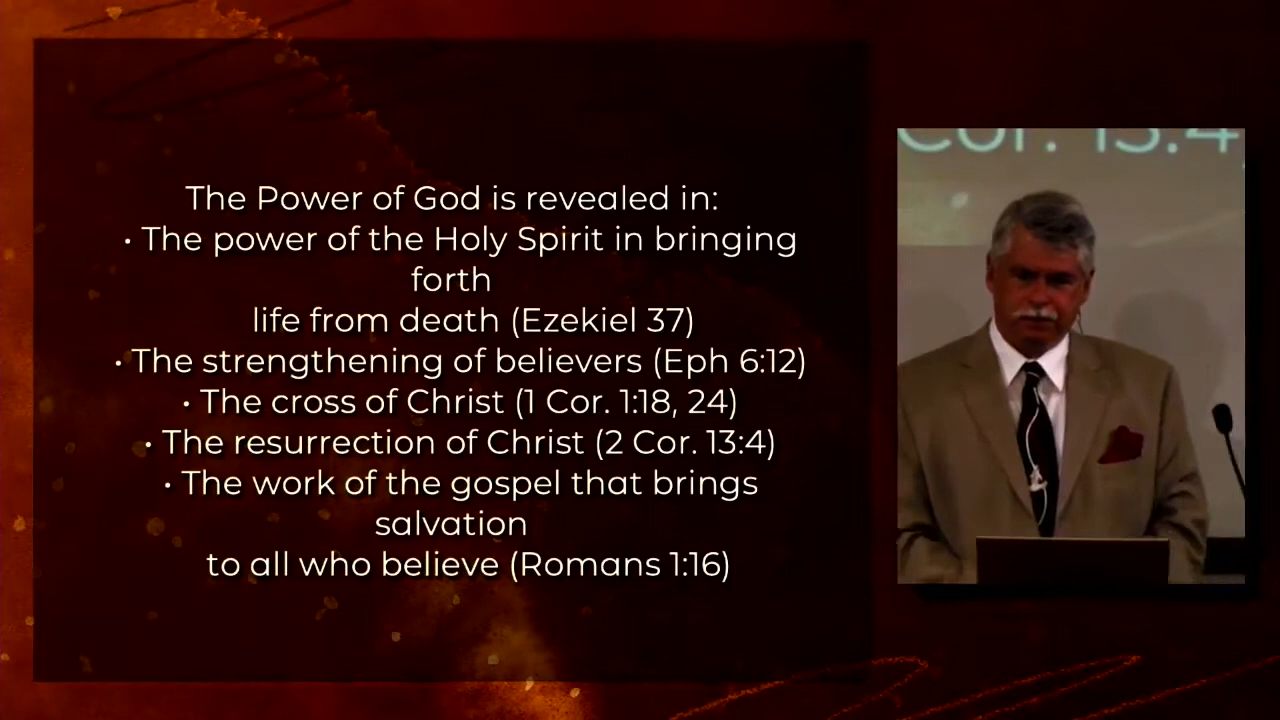 The Power of God is revealed in:
• The power of the Holy Spirit in bringing
forth
life from death (Ezekiel 37)
• The strengthening of believers (Eph 6:12)
• The cross of Christ (1 Cor. 1:18, 24)
• The resurrection of Christ (2 Cor. 13:4)
• The work of the gospel that brings
salvation
to all who believe (Romans 1:16)
Cor. 13:4